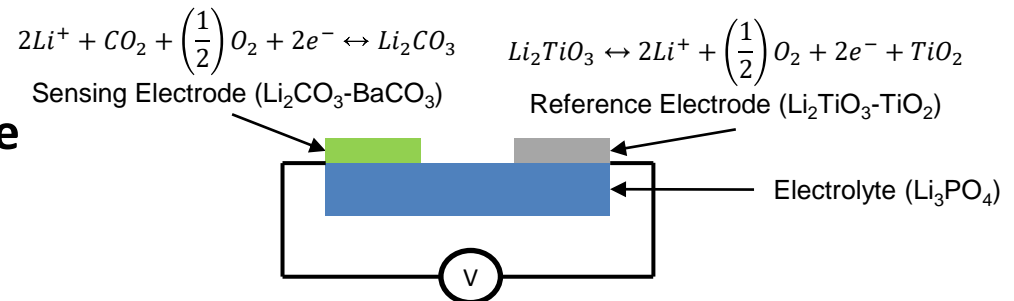 2Li⁺ + CO₂ + (1/2) O₂ + 2e⁻ ↔ Li₂CO₃
Li₂TiO₃ ↔ 2Li⁺ + (1/2) O₂ + 2e⁻ + TiO₂
Sensing Electrode (Li₂CO₃-BaCO₃)
Reference Electrode (Li₂TiO₃-TiO₂)
e
Electrolyte (Li₃PO₄)
V